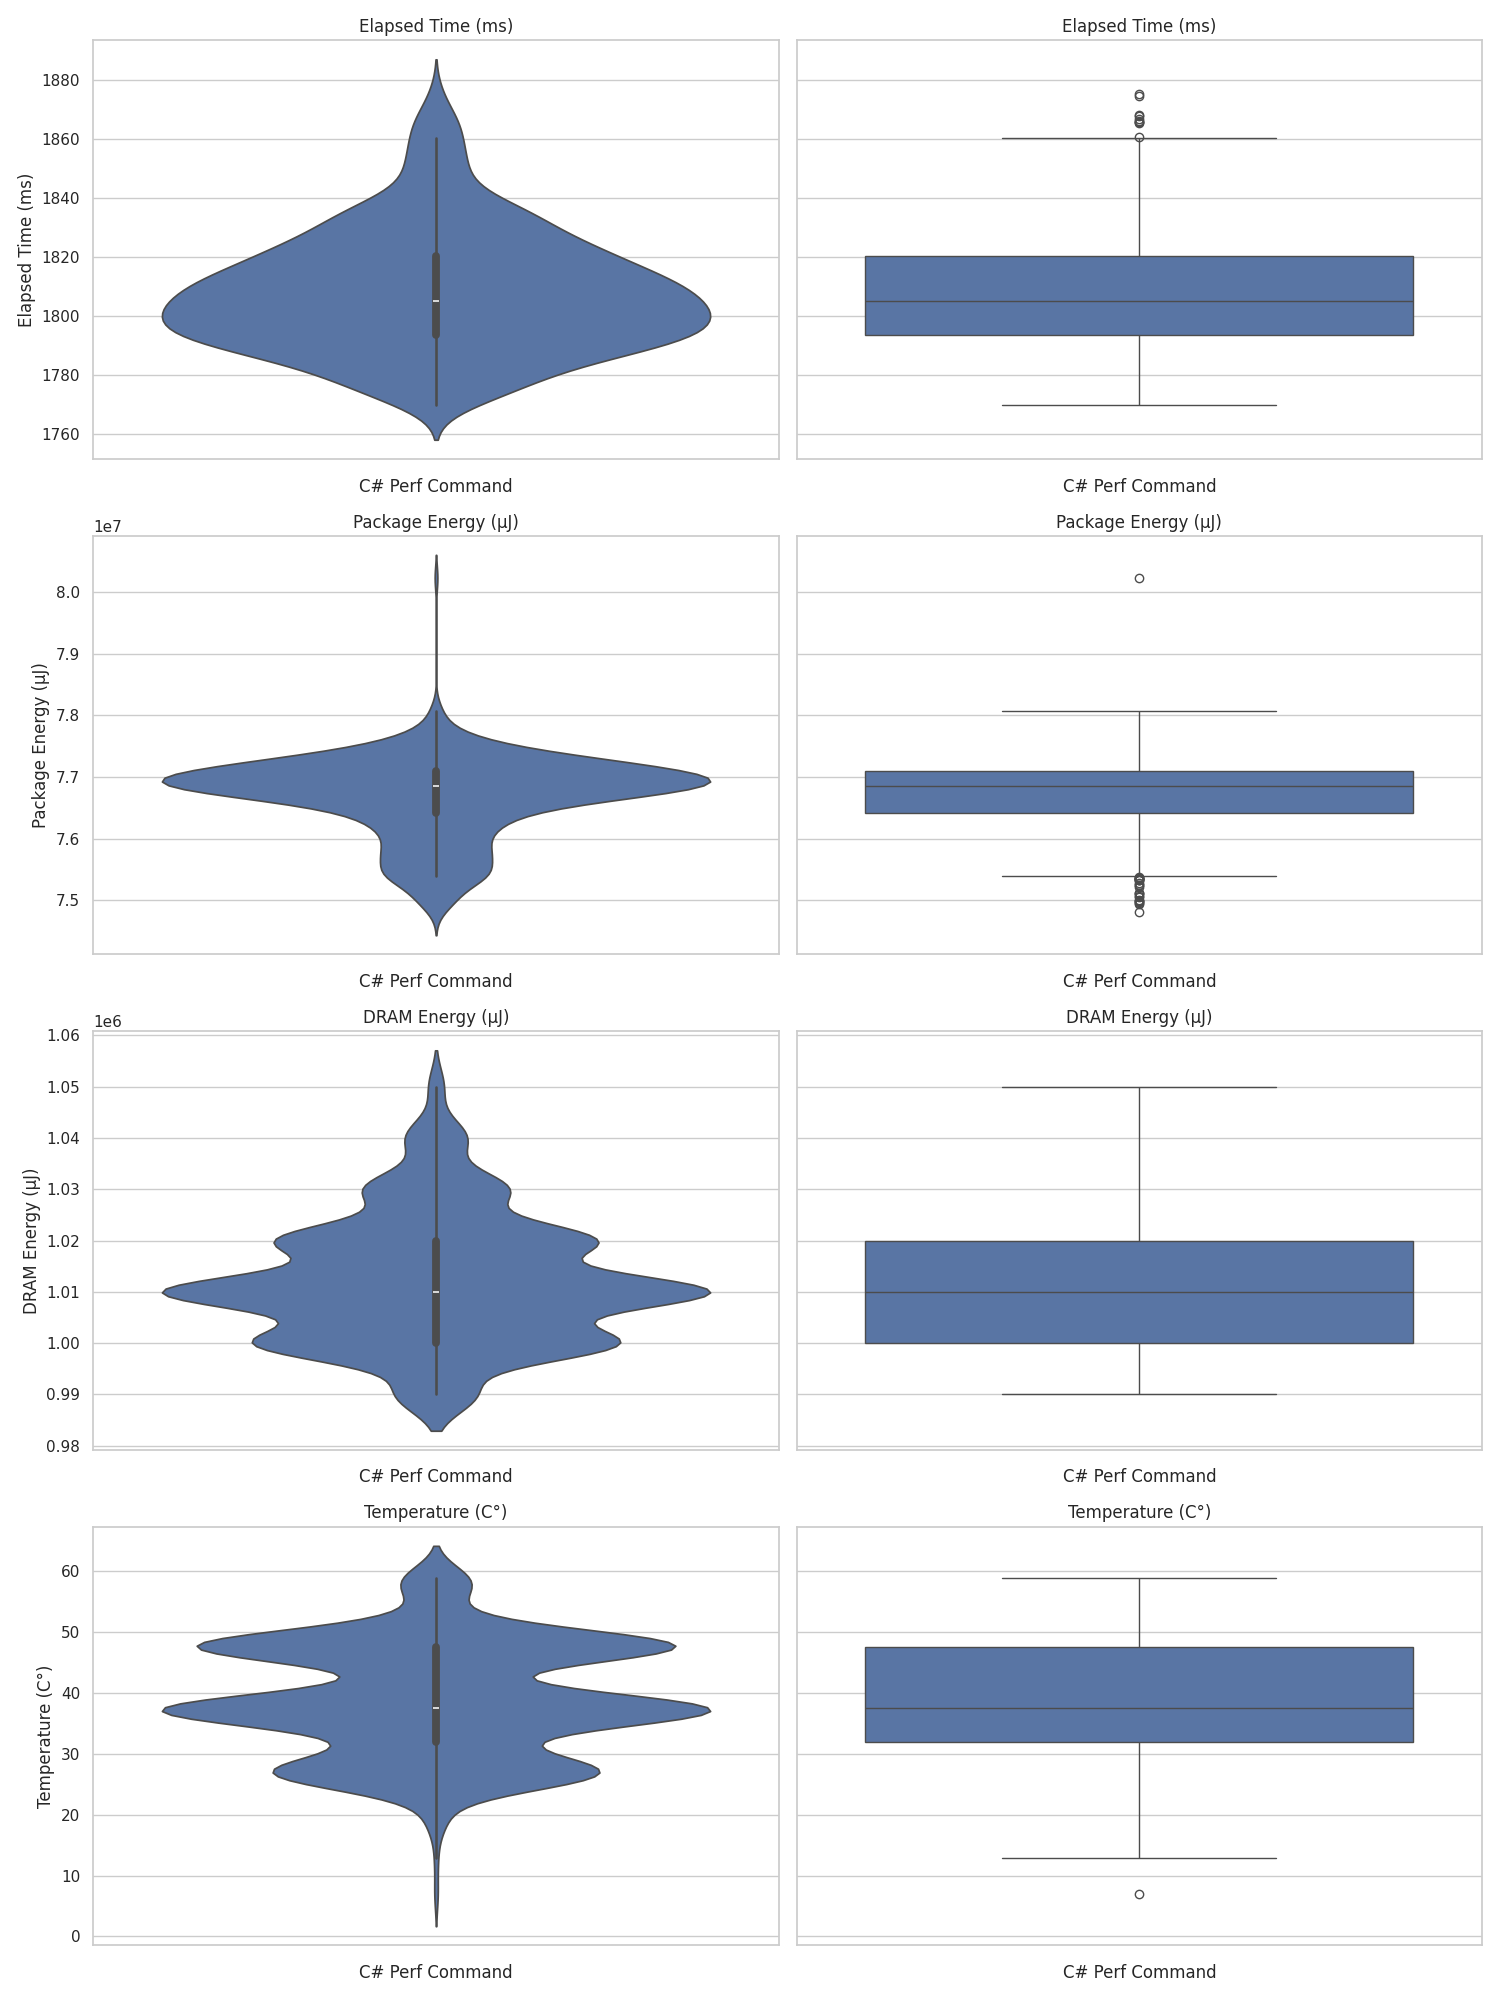 Elapsed Time (ms)
Elapsed Time (ms)
Elapsed Time (ms)
1880
1860
1840
1820
1800
1780
1760
C# Perf Command
C# Perf Command
1e7
Package Energy (μJ)
Package Energy (μJ)
Package Energy (μJ)
8.0
7.9
7.8
7.7
7.6
7.5
C# Perf Command
C# Perf Command
1e6
DRAM Energy (μJ)
DRAM Energy (μJ)
DRAM Energy (μJ)
1.06
1.05
1.04
1.03
1.02
1.01
1.00
0.99
0.98
C# Perf Command
C# Perf Command
Temperature (C°)
Temperature (C°)
Temperature (C°)
60
50
40
30
20
10
0
C# Perf Command
C# Perf Command